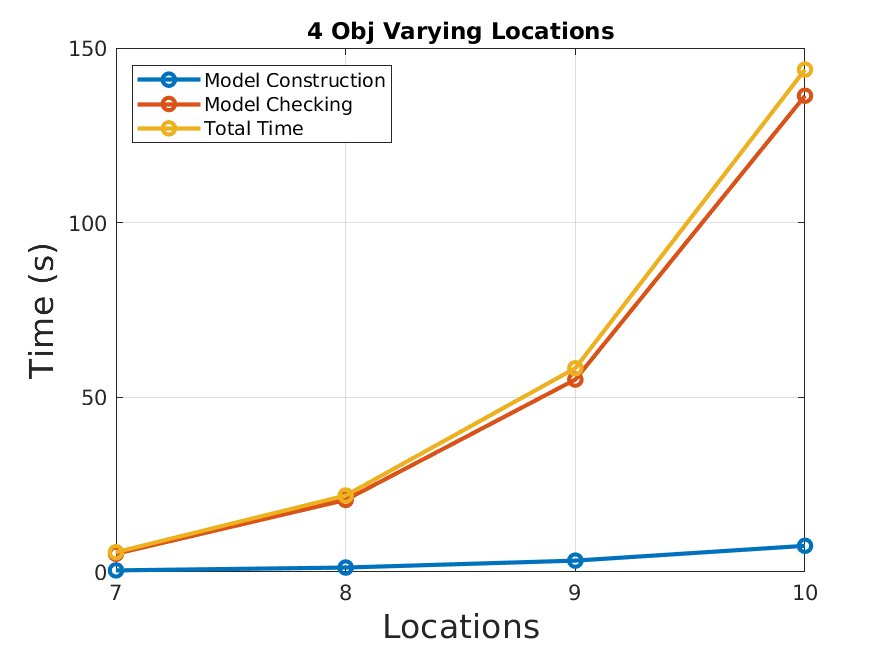 4 Obj Varying Locations
150
100
50
0
Time (s)
Model Construction
Model Checking
Total Time
7 8 9 10
Locations